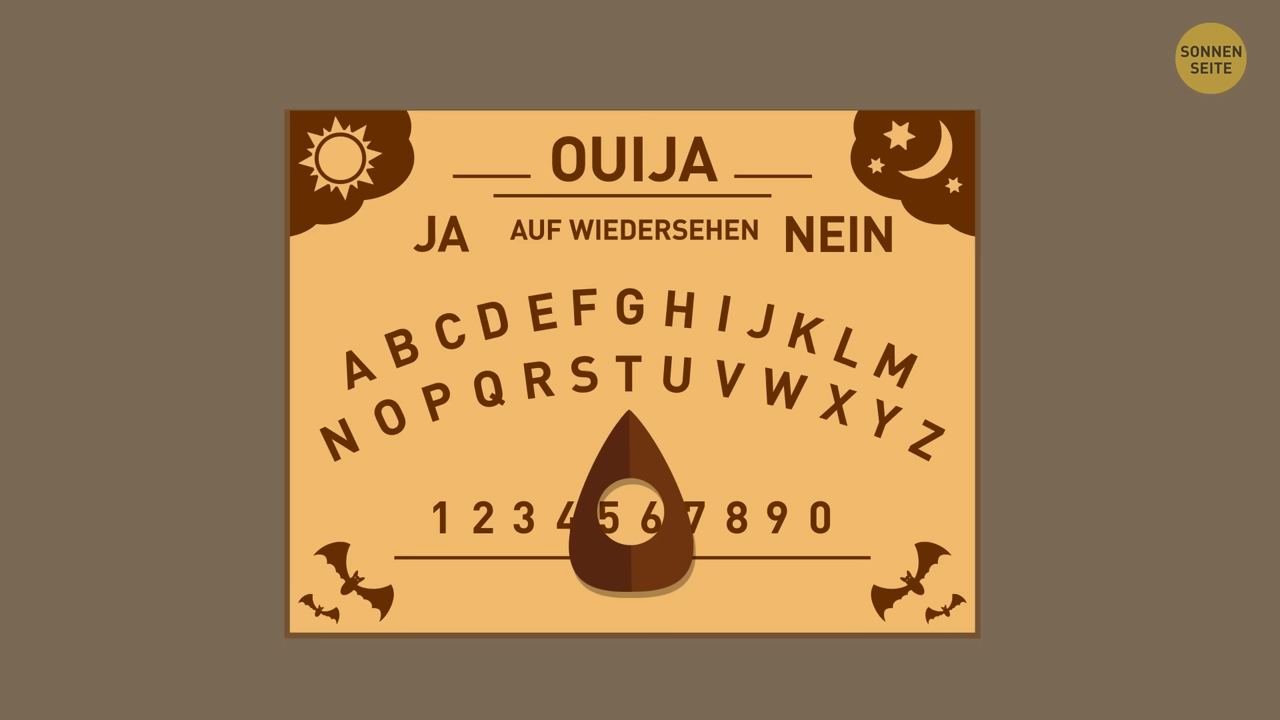 SONNEN
SEITE
OUIJA
JA AUF WIEDERSEHEN NEIN
A B C D E F G H I J K L M
N O P Q R S T U V W X Y Z
1 2 3 4 5 6 7 8 9 0